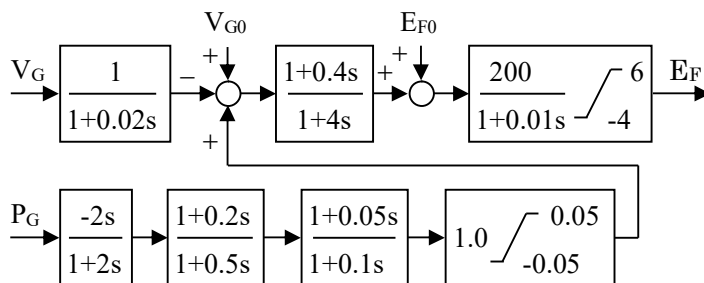 V_G0 E_F0
V_G 1 − + 1+0.4s + + 200 6 E_F
1+0.02s 1+4s 1+0.01s -4
+
P_G -2s 1+0.2s 1+0.05s 1.0 0.05
1+2s 1+0.5s 1+0.1s -0.05